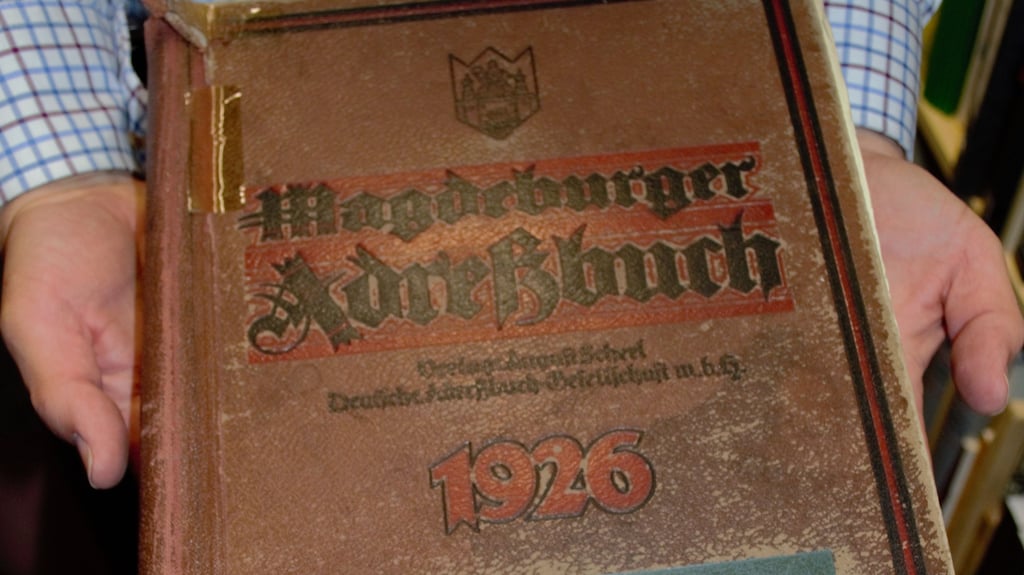 Magdeburger
Adreßbuch
Verlag August Scherl
Deutsche Adreßbuch-Gesellschaft m.b.H.
1926